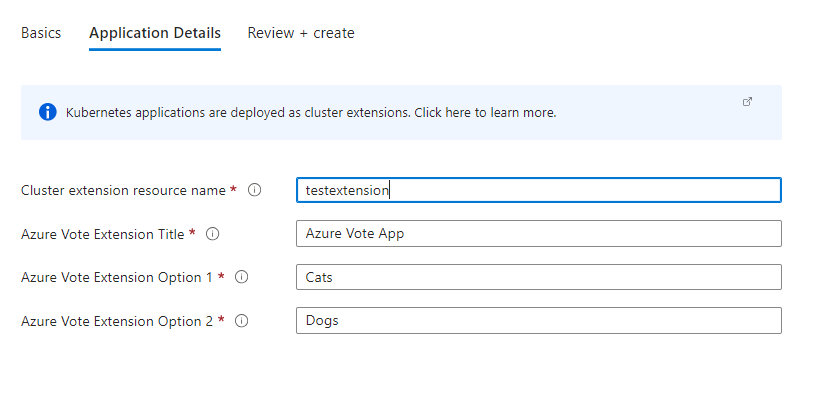 Basics Application Details Review + create
Kubernetes applications are deployed as cluster extensions. Click here to learn more.
Cluster extension resource name * testextension
Azure Vote Extension Title * Azure Vote App
Azure Vote Extension Option 1 * Cats
Azure Vote Extension Option 2 * Dogs